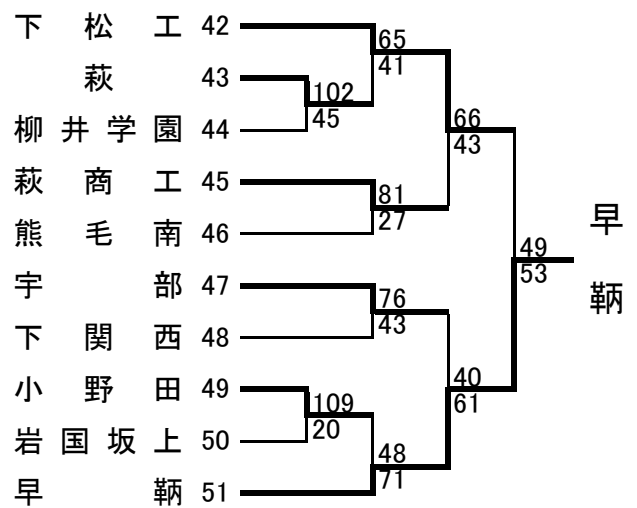 下松工 42
萩 43
柳井学園 44
萩商工 45
熊毛南 46
宇部 47
下関西 48
小野田 49
岩国坂上 50
早鞆 51
102
45
109
20
65
41
81
27
76
43
48
71
66
43
40
61
49
53
早鞆